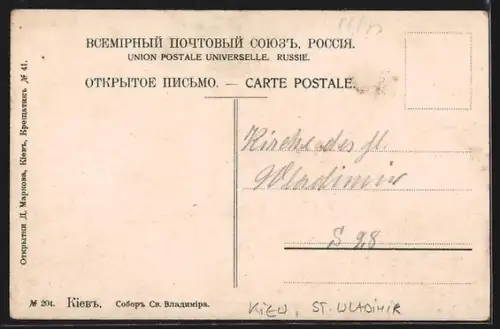 ВСЕМІРНЫЙ ПОЧТОВЫЙ СОЮЗЪ, РОССІЯ.
UNION POSTALE UNIVERSELLE. RUSSIE.
ОТКРЫТОЕ ПИСЬМО. — CARTE POSTALE.
Kirche des hl.
Wladimir
S 28
Открытки Д. Маркова, Кіевъ, Крещатикъ № 41.
№ 204. Кіевъ. Соборъ Св. Владиміра.
KIEW, ST. WLADIMIR